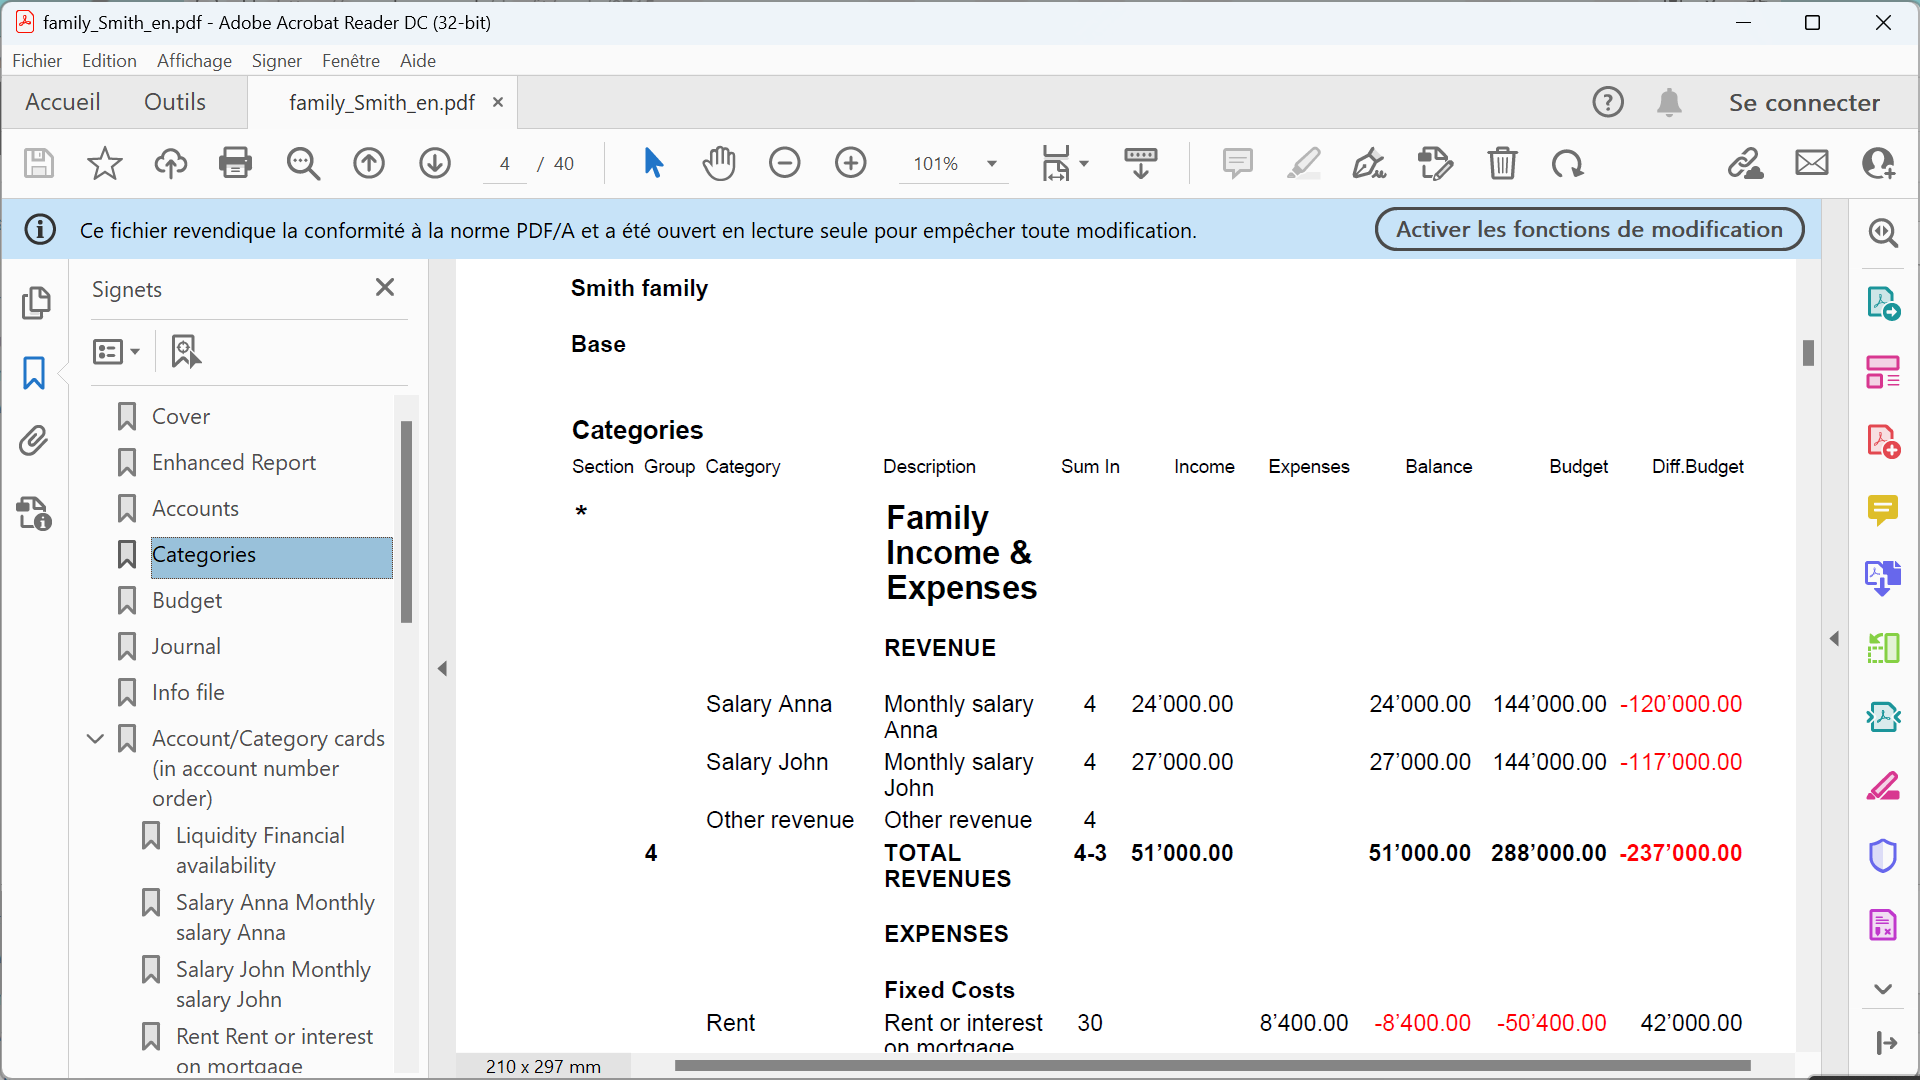 family_Smith_en.pdf - Adobe Acrobat Reader DC (32-bit)
Fichier Edition Affichage Signer Fenêtre Aide
Accueil Outils family_Smith_en.pdf × Se connecter
4 / 40 101%
Ce fichier revendique la conformité à la norme PDF/A et a été ouvert en lecture seule pour empêcher toute modification. Activer les fonctions de modification
Signets
Cover
Enhanced Report
Accounts
Categories
Budget
Journal
Info file
Account/Category cards
(in account number
order)
Liquidity Financial
availability
Salary Anna Monthly
salary Anna
Salary John Monthly
salary John
Rent Rent or interest
on mortgage
Smith family
Base
Categories
Section Group Category Description Sum In Income Expenses Balance Budget Diff.Budget
* Family
Income &
Expenses
REVENUE
Salary Anna Monthly salary 4 24’000.00 24’000.00 144’000.00 -120’000.00
Anna
Salary John Monthly salary 4 27’000.00 27’000.00 144’000.00 -117’000.00
John
Other revenue Other revenue 4
4 TOTAL 4-3 51’000.00 51’000.00 288’000.00 -237’000.00
REVENUES
EXPENSES
Fixed Costs
Rent Rent or interest 30 8’400.00 -8’400.00 -50’400.00 42’000.00
on mortgage
210 x 297 mm